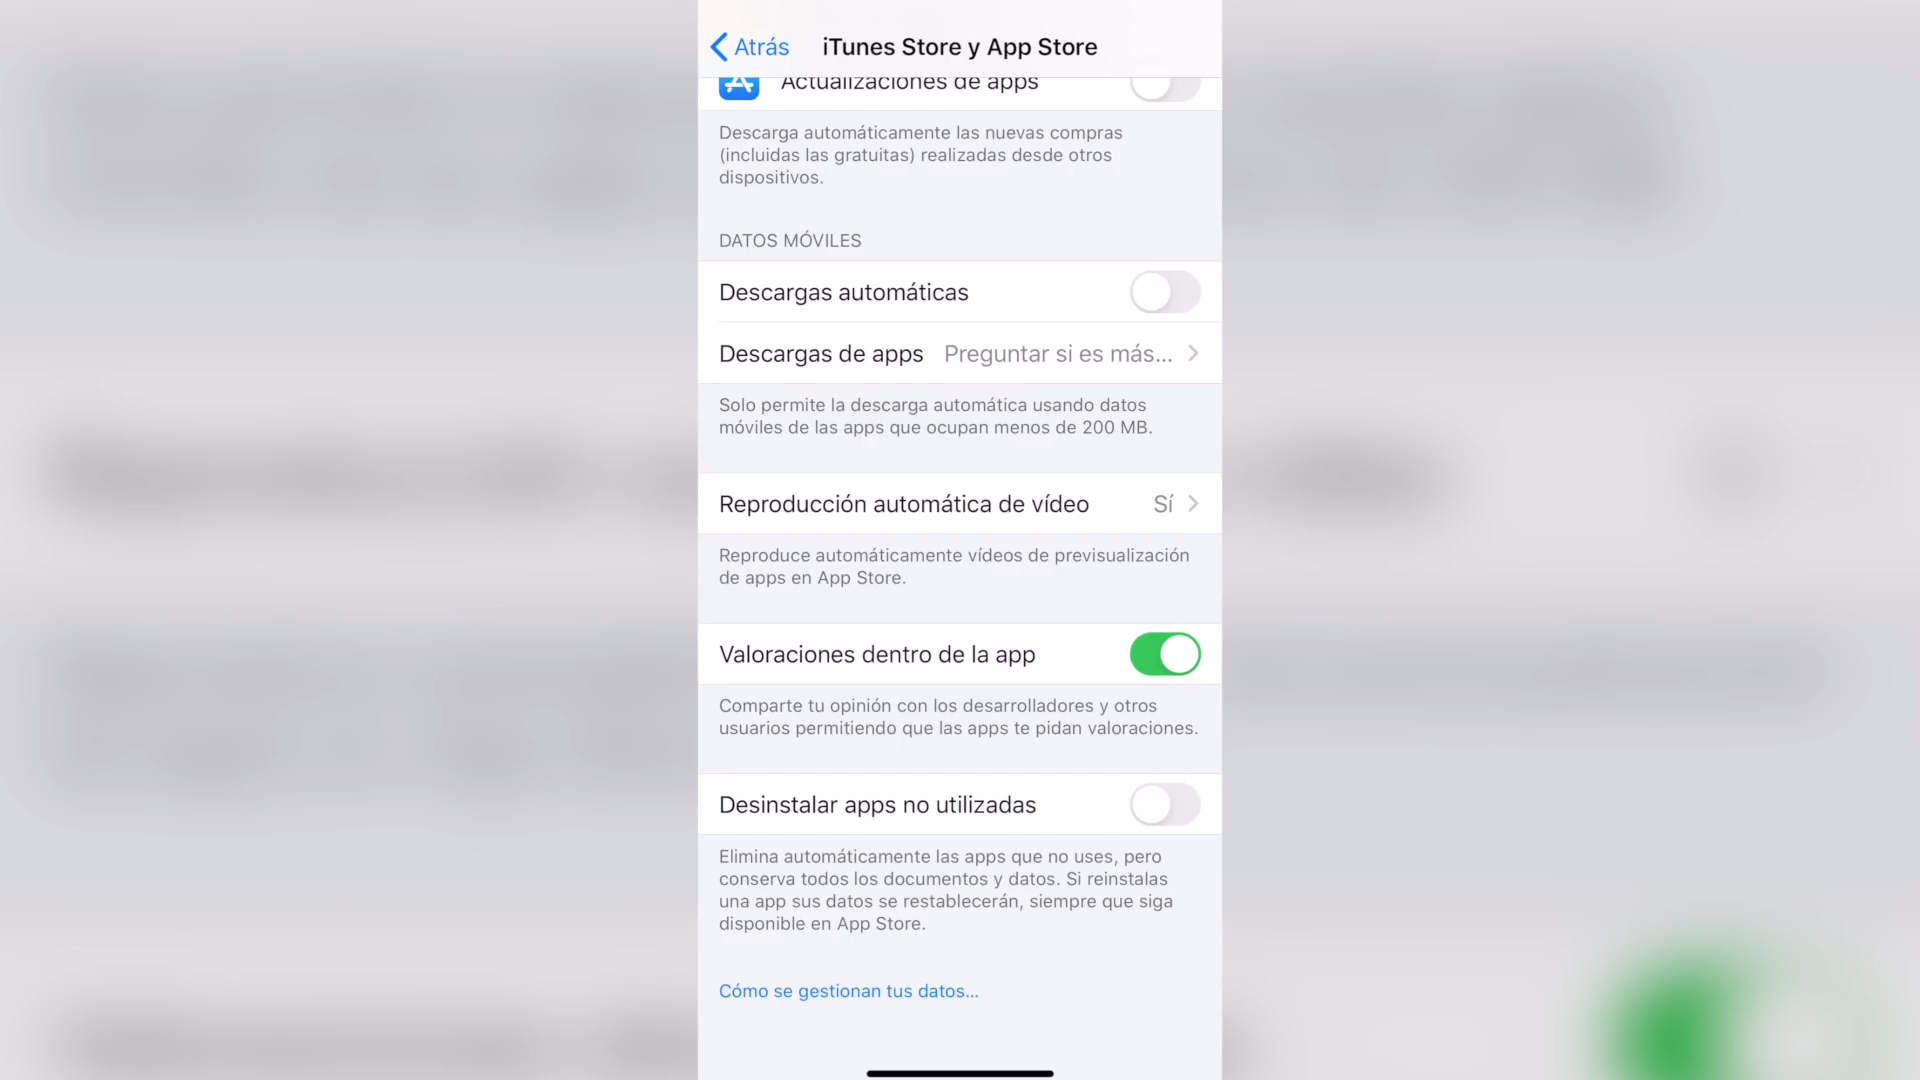 Atrás
iTunes Store y App Store
Actualizaciones de apps
Descarga automáticamente las nuevas compras
(incluidas las gratuitas) realizadas desde otros
dispositivos.
DATOS MÓVILES
Descargas automáticas
Descargas de apps Preguntar si es más...
Solo permite la descarga automática usando datos
móviles de las apps que ocupan menos de 200 MB.
Reproducción automática de vídeo Sí
Reproduce automáticamente vídeos de previsualización
de apps en App Store.
Valoraciones dentro de la app
Comparte tu opinión con los desarrolladores y otros
usuarios permitiendo que las apps te pidan valoraciones.
Desinstalar apps no utilizadas
Elimina automáticamente las apps que no uses, pero
conserva todos los documentos y datos. Si reinstalas
una app sus datos se restablecerán, siempre que siga
disponible en App Store.
Cómo se gestionan tus datos...